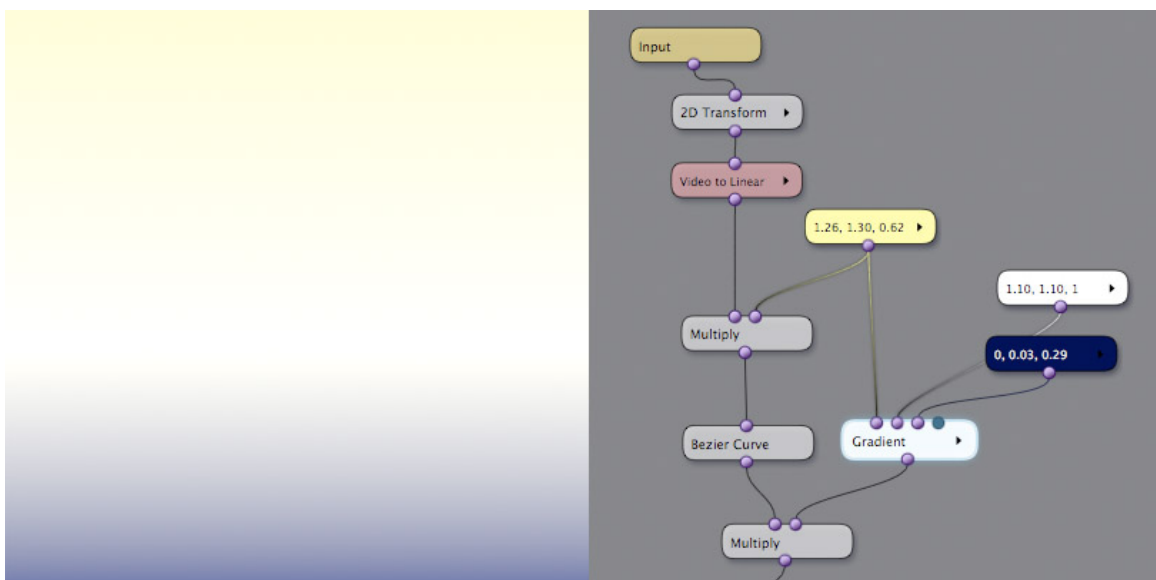 Input
2D Transform
Video to Linear
1.26, 1.30, 0.62
1.10, 1.10, 1
Multiply
0, 0.03, 0.29
Bezier Curve
Gradient
Multiply